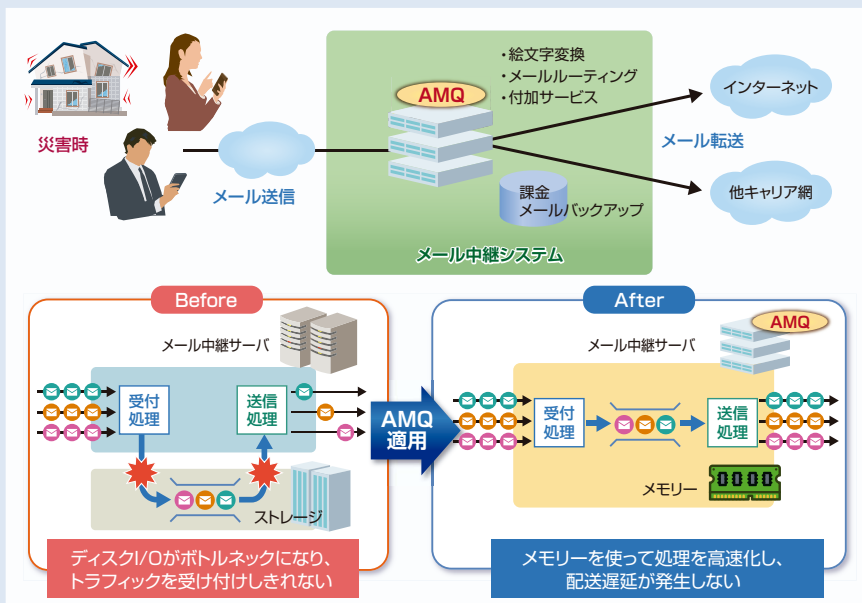 災害時
メール送信
AMQ
・絵文字変換
・メールルーティング
・付加サービス
課金
メールバックアップ
メール中継システム
インターネット
メール転送
他キャリア網
Before
メール中継サーバ
受付
処理
送信
処理
ストレージ
ディスクI/Oがボトルネックになり、
トラフィックを受け付けしきれない
AMQ
適用
After
AMQ
メール中継サーバ
受付
処理
送信
処理
メモリー
メモリーを使って処理を高速化し、
配送遅延が発生しない